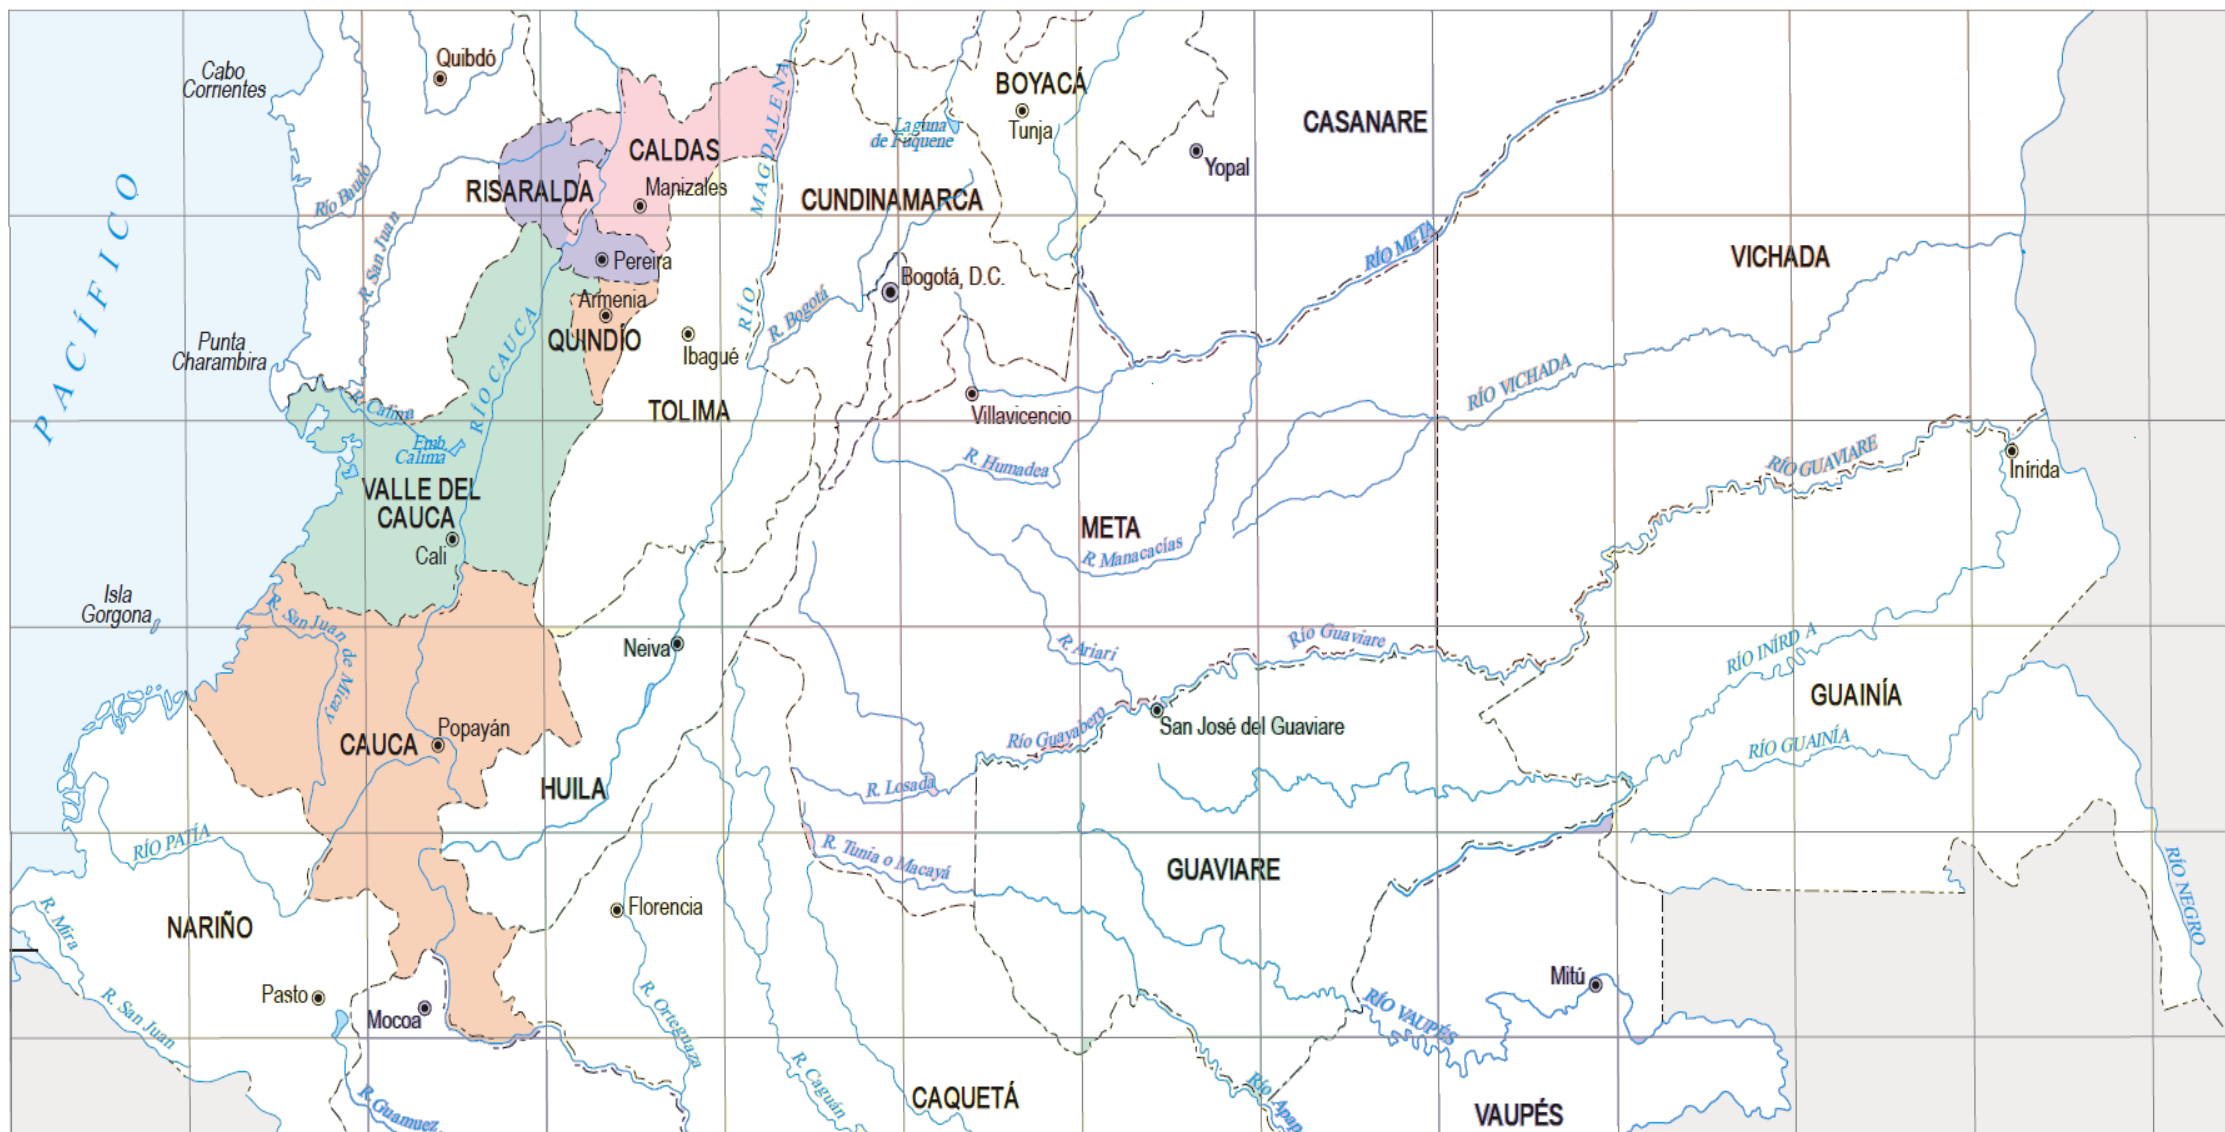 Quibdó
Cabo
Corrientes
BOYACÁ
Tunja
Laguna
de Fúquene
CASANARE
Yopal
CALDAS
Manizales
RISARALDA
CUNDINAMARCA
RÍO MAGDALENA
Río Baudó
R. San Juan
PACÍFICO
RÍO META
VICHADA
Pereira
Bogotá, D.C.
Armenia
QUINDÍO
R. Bogotá
Ibagué
Punta
Charambira
RÍO CAUCA
RÍO VICHADA
R. Calima
TOLIMA
Villavicencio
Emb.
Calima
R. Humadea
RÍO GUAVIARE
Inírida
VALLE DEL
CAUCA
META
Cali
R. Manacacías
Isla
Gorgona
R. San Juan de Micay
Neiva
R. Ariari
Río Guaviare
RÍO INÍRIDA
GUAINÍA
Popayán
CAUCA
Río Guayabero
San José del Guaviare
RÍO GUAINÍA
HUILA
R. Losada
RÍO PATÍA
R. Tunia o Macayá
GUAVIARE
RÍO NEGRO
Florencia
NARIÑO
R. Mira
Mitú
Pasto
Mocoa
R. San Juan
R. Orteguaza
RÍO VAUPÉS
R. Caguán
R. Guamuez
CAQUETÁ
Río Apap
VAUPÉS